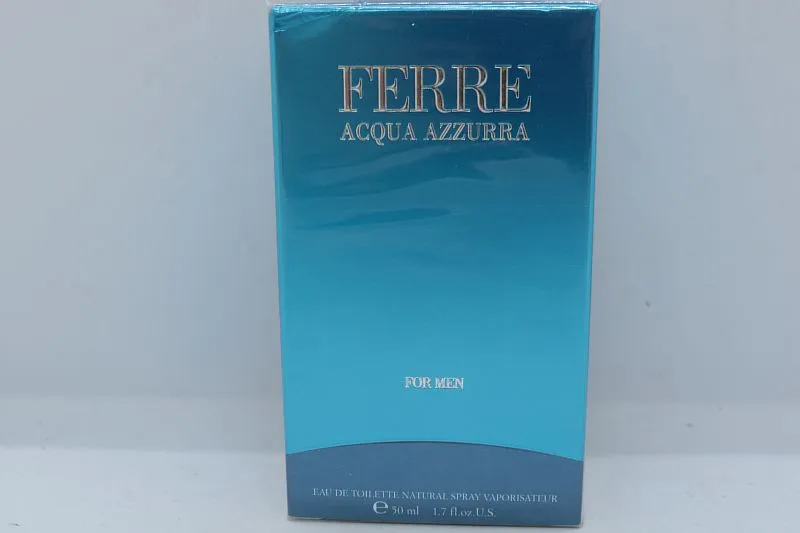 FERRE
ACQUA AZZURRA
FOR MEN
EAU DE TOILETTE NATURAL SPRAY VAPORISATEUR
℮ 50 ml 1.7 fl.oz.U.S.